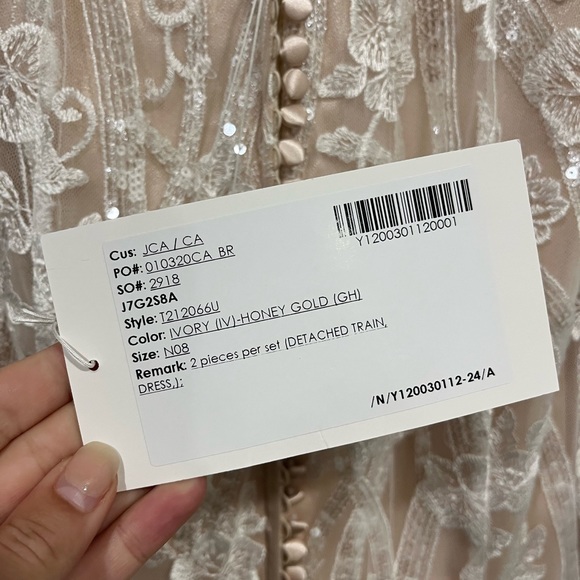 Cus: JCA / CA
PO#: 010320CA_BR
SO#: 2918
J7G2S8A
Style: T212066U
Color: IVORY (IV)-HONEY GOLD (GH)
Size: N08
Remark: 2 pieces per set (DETACHED TRAIN,
DRESS,);
Y1200301120001
/N/Y120030112-24/A